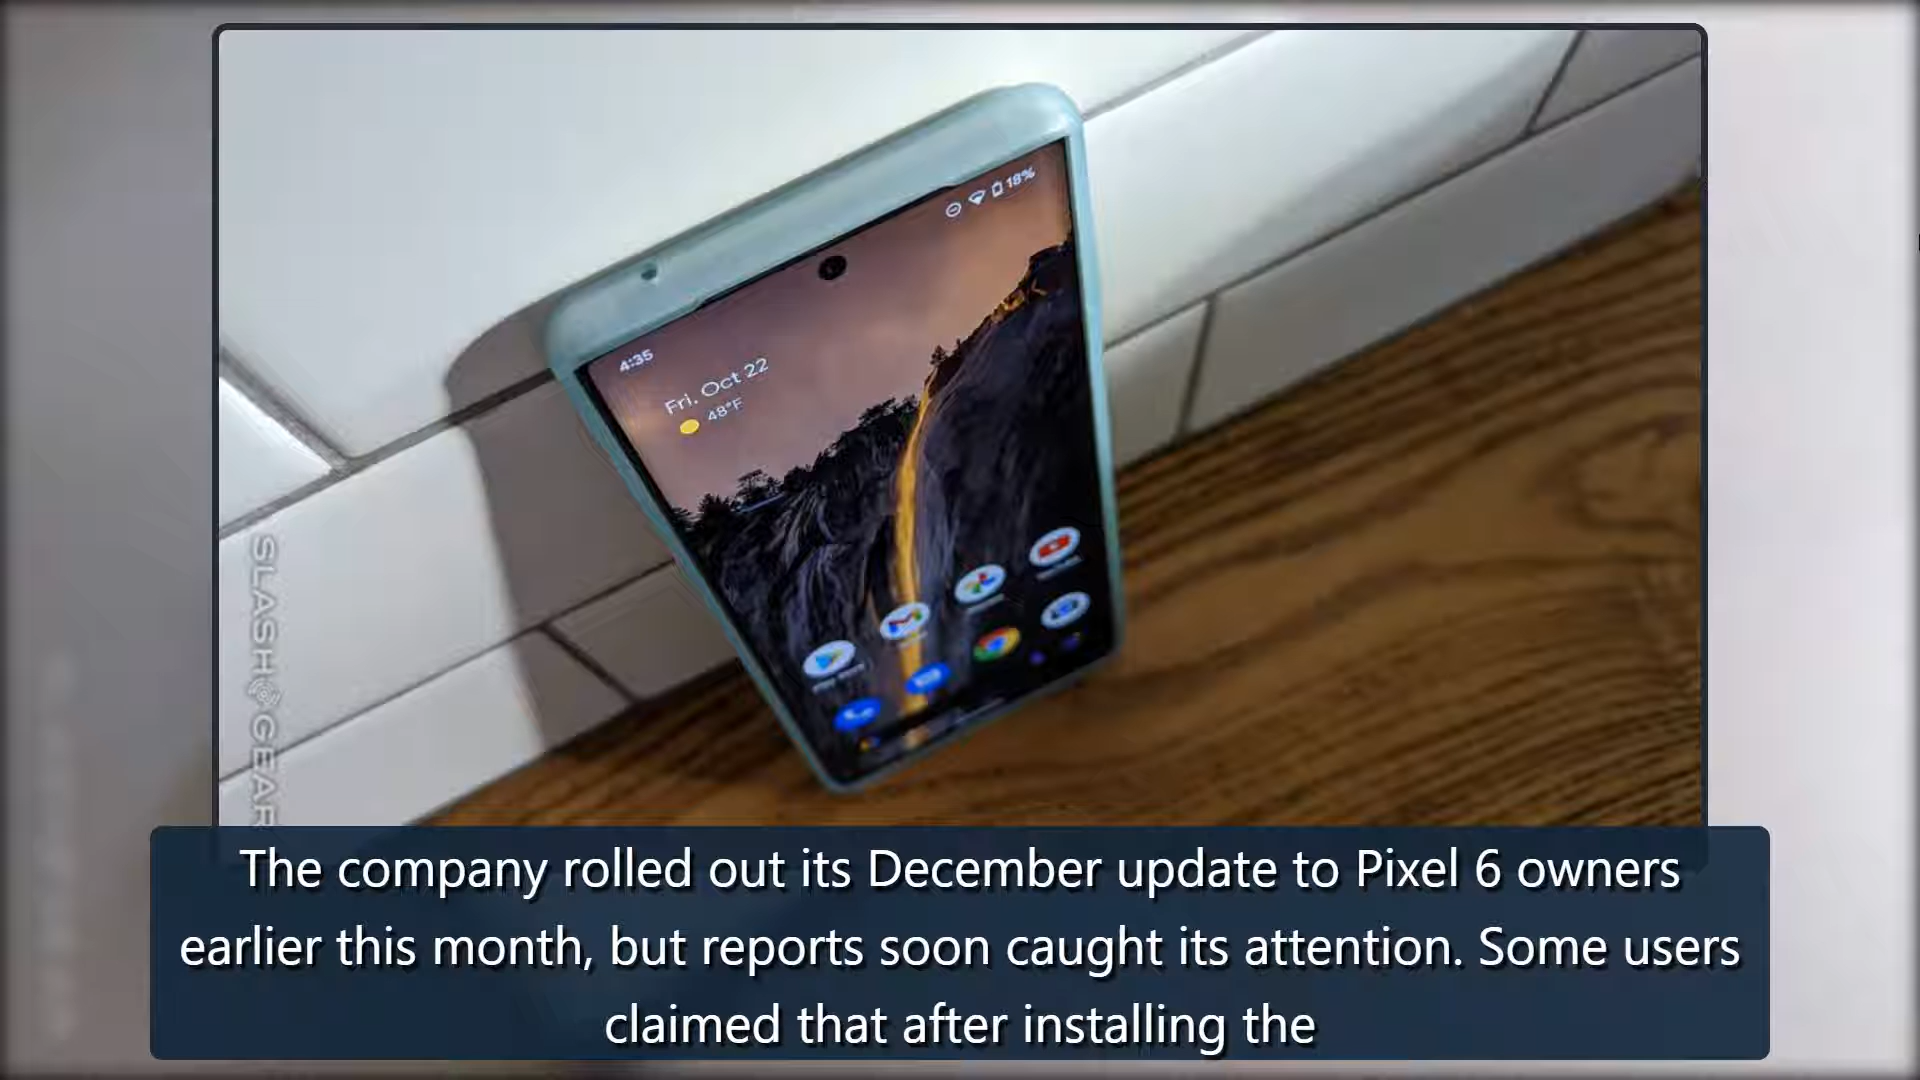 18%
4:35
Fri, Oct 22
48°F
SLASHGEAR
The company rolled out its December update to Pixel 6 owners
earlier this month, but reports soon caught its attention. Some users
claimed that after installing the